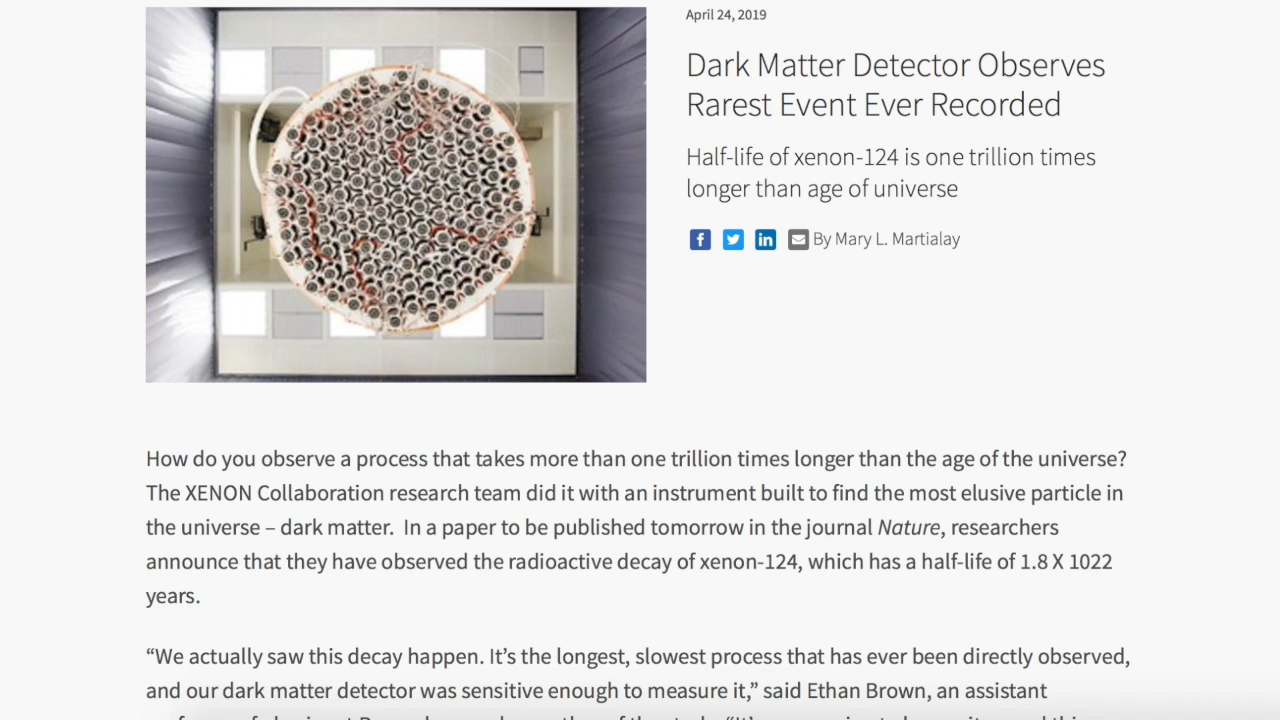 April 24, 2019
Dark Matter Detector Observes
Rarest Event Ever Recorded
Half-life of xenon-124 is one trillion times
longer than age of universe
f in By Mary L. Martialay
How do you observe a process that takes more than one trillion times longer than the age of the universe?
The XENON Collaboration research team did it with an instrument built to find the most elusive particle in
the universe – dark matter.  In a paper to be published tomorrow in the journal Nature, researchers
announce that they have observed the radioactive decay of xenon-124, which has a half-life of 1.8 X 1022
years.
“We actually saw this decay happen. It’s the longest, slowest process that has ever been directly observed,
and our dark matter detector was sensitive enough to measure it,” said Ethan Brown, an assistant